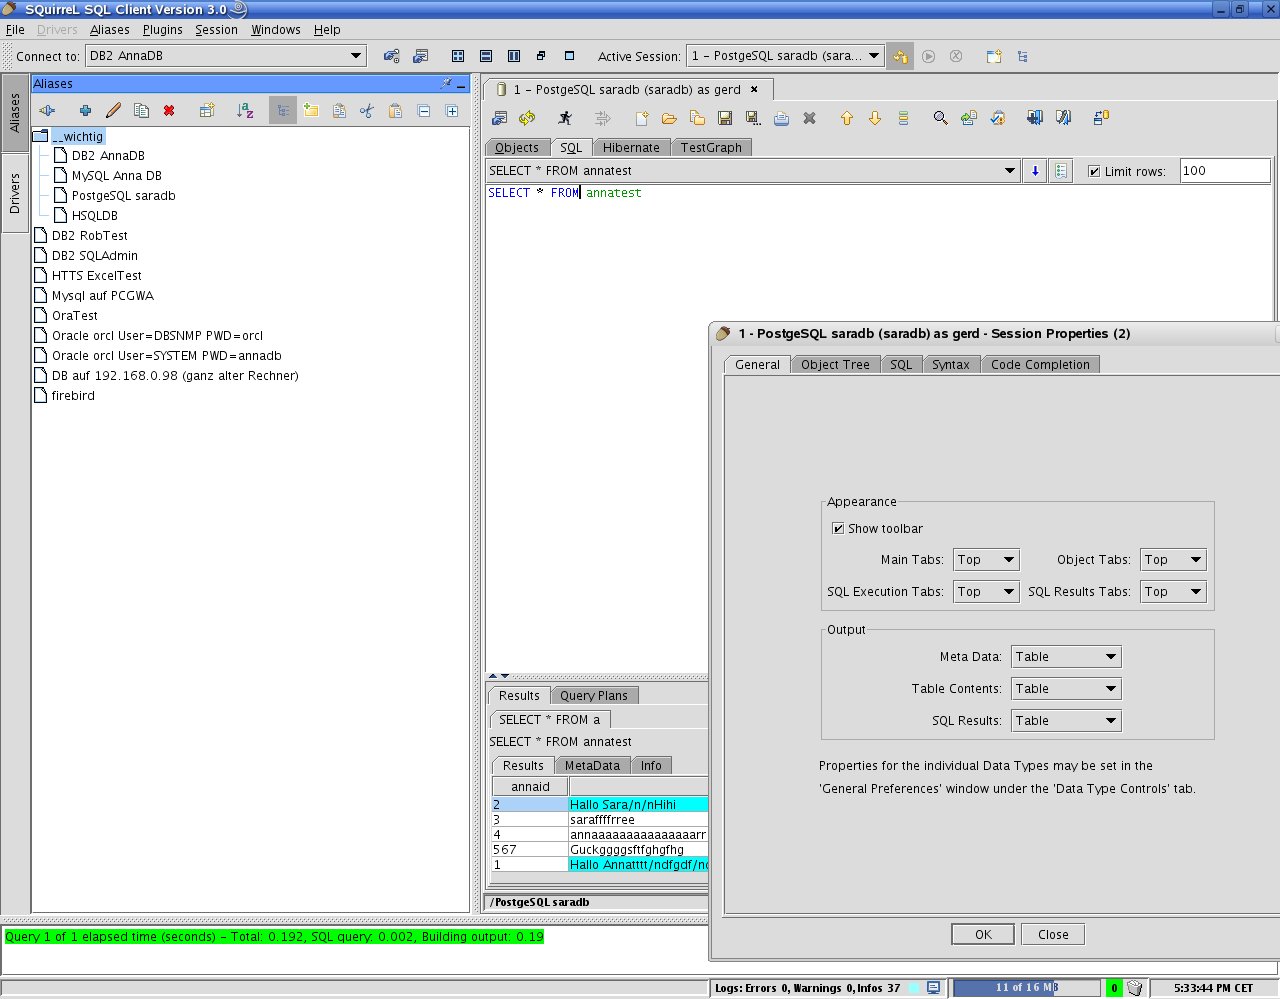 SQuirreL SQL Client Version 3.0
File Drivers Aliases Plugins Session Windows Help
Connect to: DB2 AnnaDB Active Session: 1 – PostgeSQL saradb (sara...
Aliases
Drivers
Aliases
__wichtig
DB2 AnnaDB
MySQL Anna DB
PostgeSQL saradb
HSQLDB
DB2 RobTest
DB2 SQLAdmin
HTTS ExcelTest
Mysql auf PCGWA
OraTest
Oracle orcl User=DBSNMP PWD=orcl
Oracle orcl User=SYSTEM PWD=annadb
DB auf 192.168.0.98 (ganz alter Rechner)
firebird
1 – PostgeSQL saradb (saradb) as gerd
Objects SQL Hibernate TestGraph
SELECT * FROM annatest Limit rows: 100
SELECT * FROM annatest
1 - PostgeSQL saradb (saradb) as gerd - Session Properties (2)
General Object Tree SQL Syntax Code Completion
Appearance
Show toolbar
Main Tabs: Top Object Tabs: Top
SQL Execution Tabs: Top SQL Results Tabs: Top
Output
Meta Data: Table
Table Contents: Table
SQL Results: Table
Properties for the individual Data Types may be set in the
'General Preferences' window under the 'Data Type Controls' tab.
OK Close
Results Query Plans
SELECT * FROM a
SELECT * FROM annatest
Results MetaData Info
annaid
2 Hallo Sara/n/nHihi
3 saraffffrree
4
567 Guckggggsftfghgfhg
1 Hallo Annatttt/ndfgdf/n
/PostgeSQL saradb
Query 1 of 1 elapsed time (seconds) – Total: 0.192, SQL query: 0.002, Building output: 0.19
Logs: Errors 0, Warnings 0, Infos 37 11 of 16 MB 0 5:33:44 PM CET